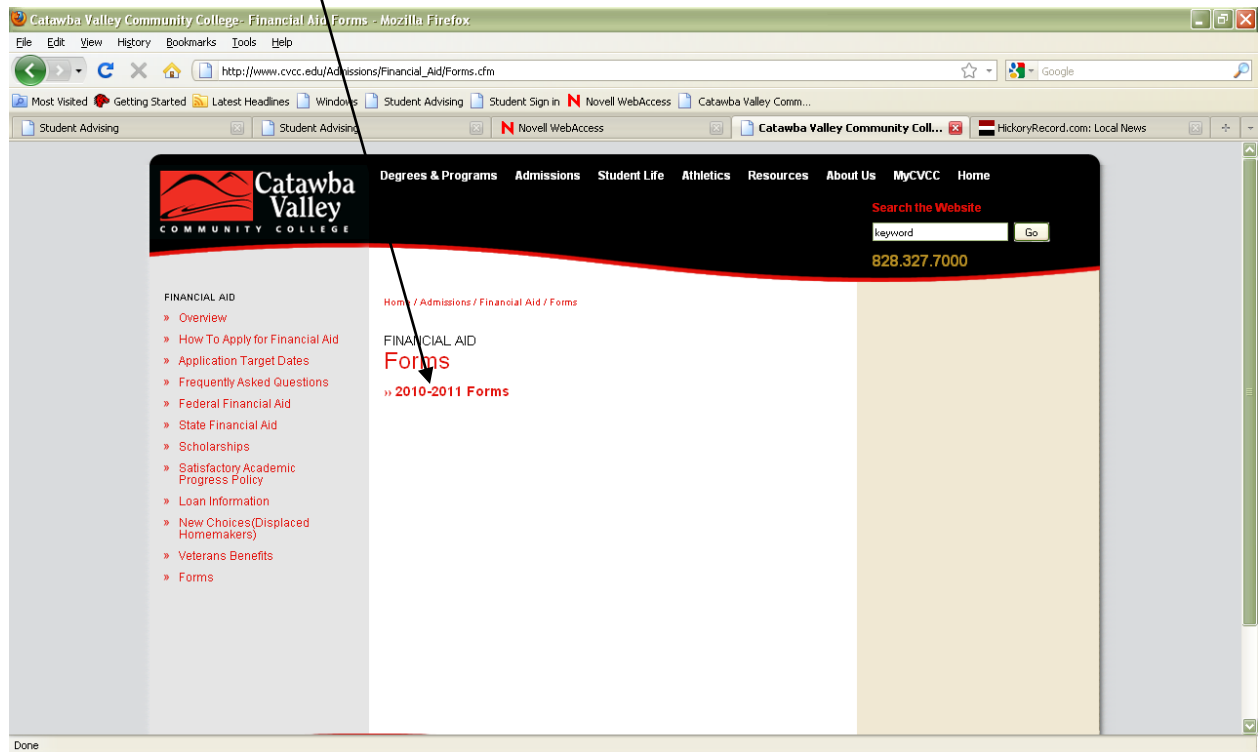 Catawba Valley Community College- Financial Aid Forms - Mozilla Firefox
File Edit View History Bookmarks Tools Help
http://www.cvcc.edu/Admissions/Financial_Aid/Forms.cfm
Google
Most Visited Getting Started Latest Headlines Windows Student Advising Student Sign in Novell WebAccess Catawba Valley Comm...
Student Advising Student Advising Novell WebAccess Catawba Valley Community Coll... HickoryRecord.com: Local News
Catawba
Valley
COMMUNITY COLLEGE
Degrees & Programs Admissions Student Life Athletics Resources About Us MyCVCC Home
Search the Website
keyword Go
828.327.7000
FINANCIAL AID
» Overview
» How To Apply for Financial Aid
» Application Target Dates
» Frequently Asked Questions
» Federal Financial Aid
» State Financial Aid
» Scholarships
» Satisfactory Academic
Progress Policy
» Loan Information
» New Choices(Displaced
Homemakers)
» Veterans Benefits
» Forms
Home / Admissions / Financial Aid / Forms
FINANCIAL AID
Forms
» 2010-2011 Forms
Done